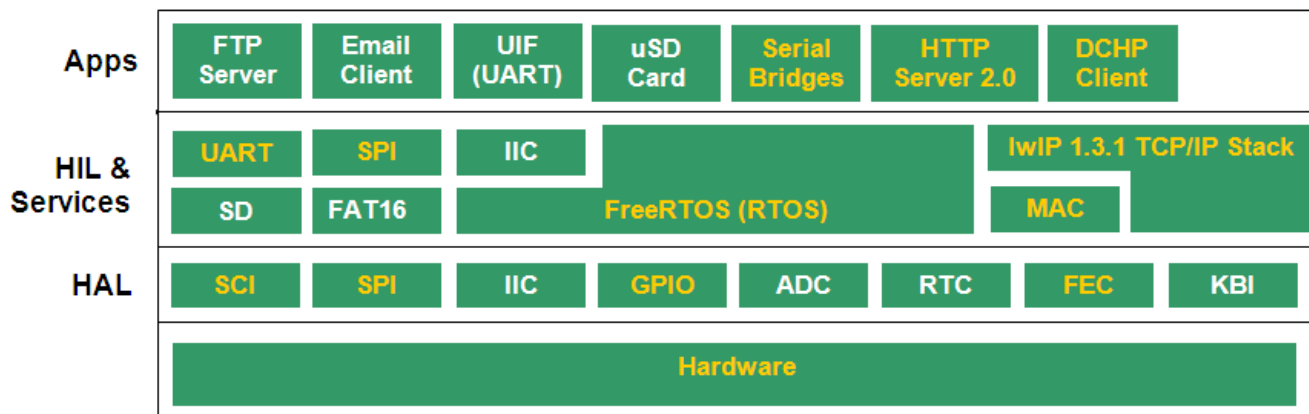 Apps
FTP
Server
Email
Client
UIF
(UART)
uSD
Card
Serial
Bridges
HTTP
Server 2.0
DCHP
Client
HIL &
Services
UART
SPI
IIC
lwIP 1.3.1 TCP/IP Stack
SD
FAT16
FreeRTOS (RTOS)
MAC
HAL
SCI
SPI
IIC
GPIO
ADC
RTC
FEC
KBI
Hardware